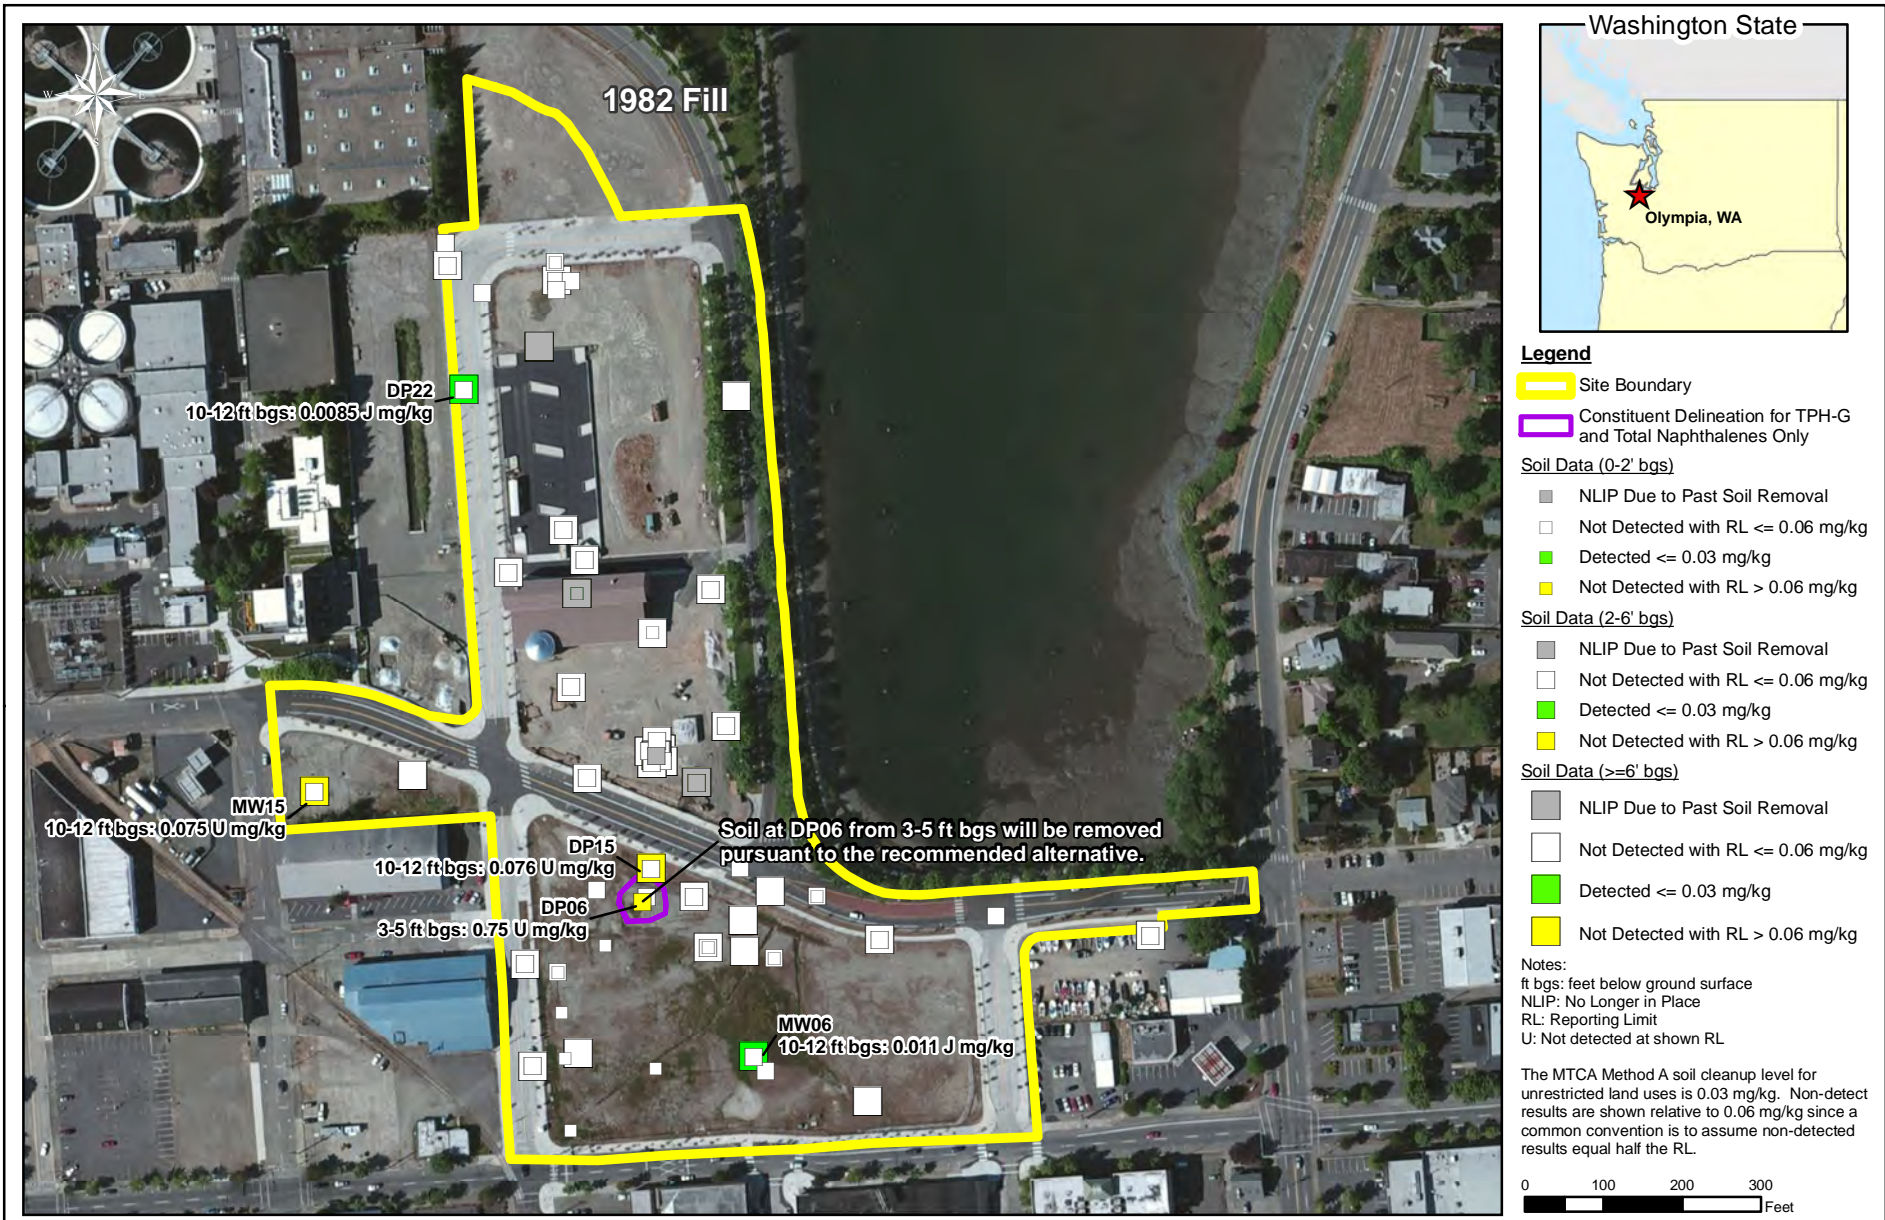 1982 Fill
N
W
E
S
DP22
10-12 ft bgs: 0.0085 J mg/kg
MW15
10-12 ft bgs: 0.075 U mg/kg
DP15
10-12 ft bgs: 0.076 U mg/kg
Soil at DP06 from 3-5 ft bgs will be removed
pursuant to the recommended alternative.
DP06
3-5 ft bgs: 0.75 U mg/kg
MW06
10-12 ft bgs: 0.011 J mg/kg
Washington State
Olympia, WA
Legend
Site Boundary
Constituent Delineation for TPH-G
and Total Naphthalenes Only
Soil Data (0-2' bgs)
NLIP Due to Past Soil Removal
Not Detected with RL <= 0.06 mg/kg
Detected <= 0.03 mg/kg
Not Detected with RL > 0.06 mg/kg
Soil Data (2-6' bgs)
NLIP Due to Past Soil Removal
Not Detected with RL <= 0.06 mg/kg
Detected <= 0.03 mg/kg
Not Detected with RL > 0.06 mg/kg
Soil Data (>=6' bgs)
NLIP Due to Past Soil Removal
Not Detected with RL <= 0.06 mg/kg
Detected <= 0.03 mg/kg
Not Detected with RL > 0.06 mg/kg
Notes:
ft bgs: feet below ground surface
NLIP: No Longer in Place
RL: Reporting Limit
U: Not detected at shown RL
The MTCA Method A soil cleanup level for
unrestricted land uses is 0.03 mg/kg. Non-detect
results are shown relative to 0.06 mg/kg since a
common convention is to assume non-detected
results equal half the RL.
0 100 200 300
Feet